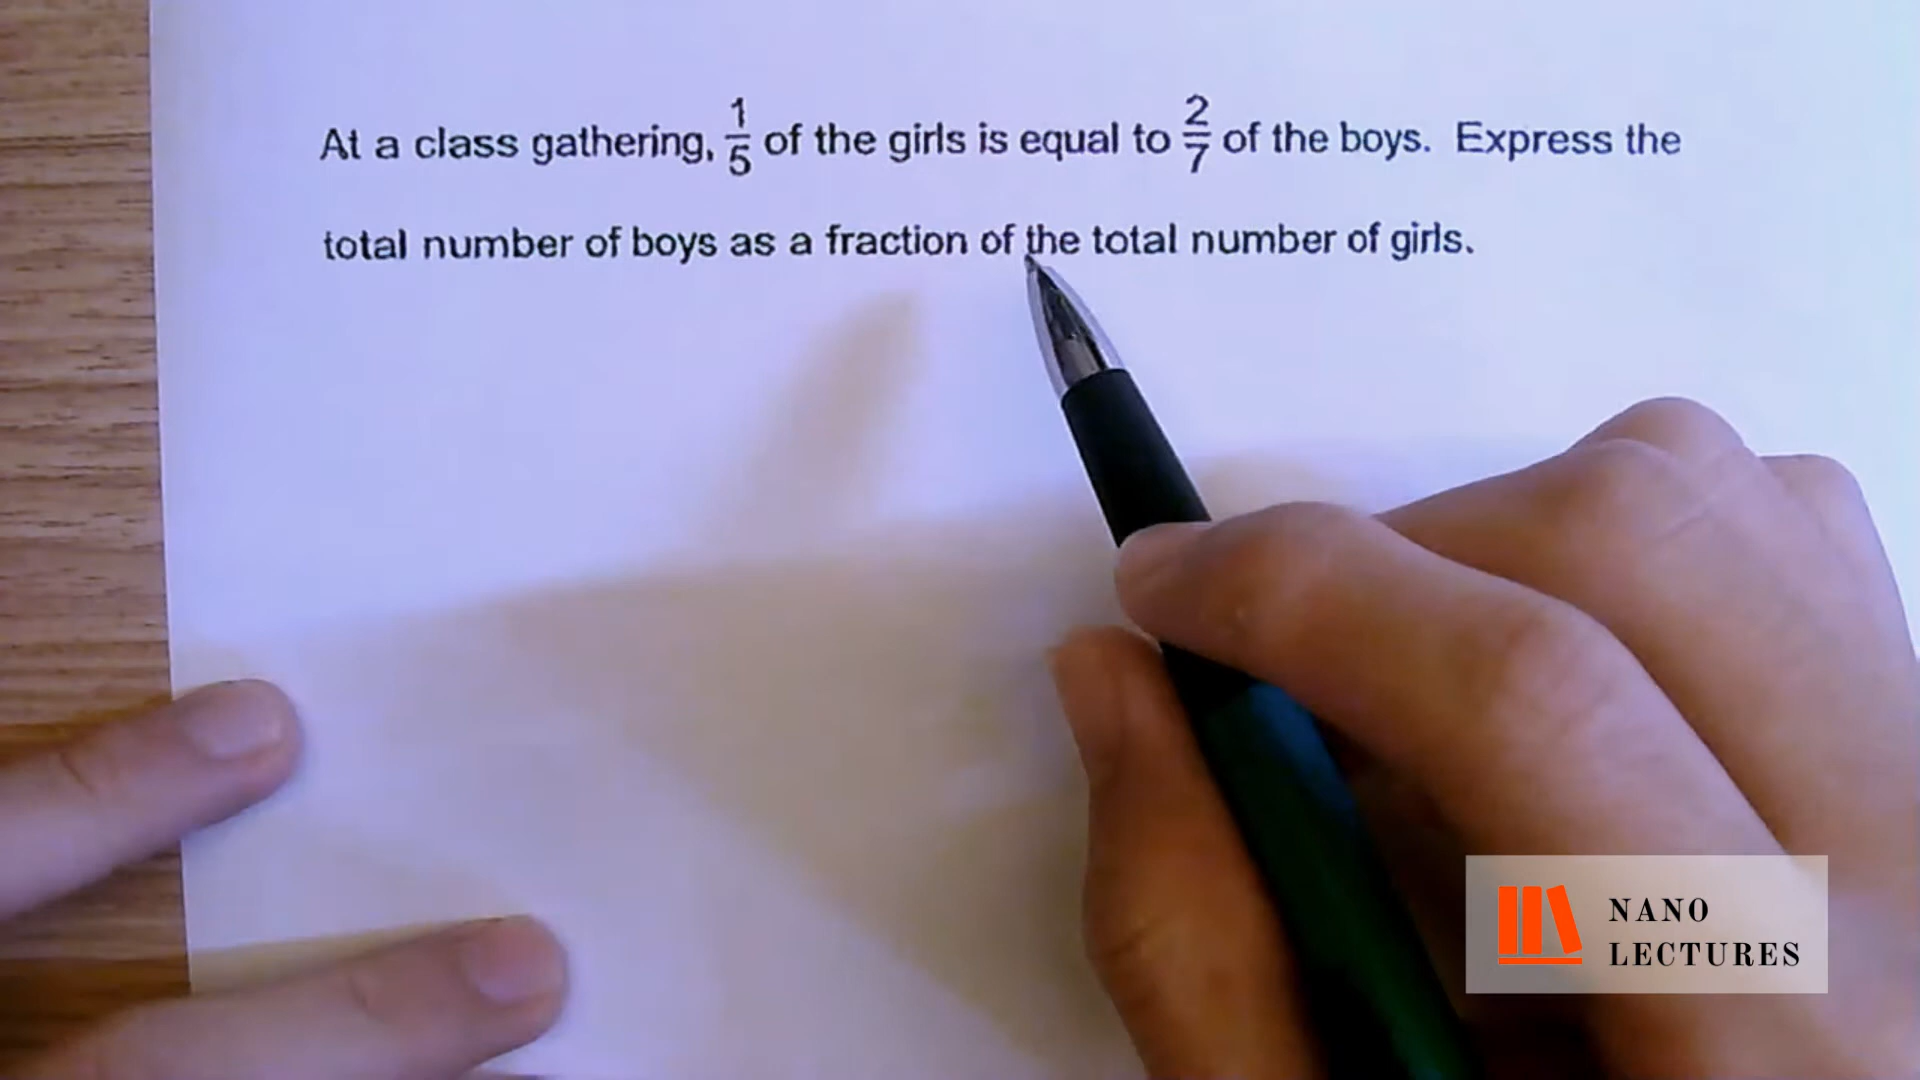 At a class gathering, 1/5 of the girls is equal to 2/7 of the boys. Express the
total number of boys as a fraction of the total number of girls.
NANO
LECTURES